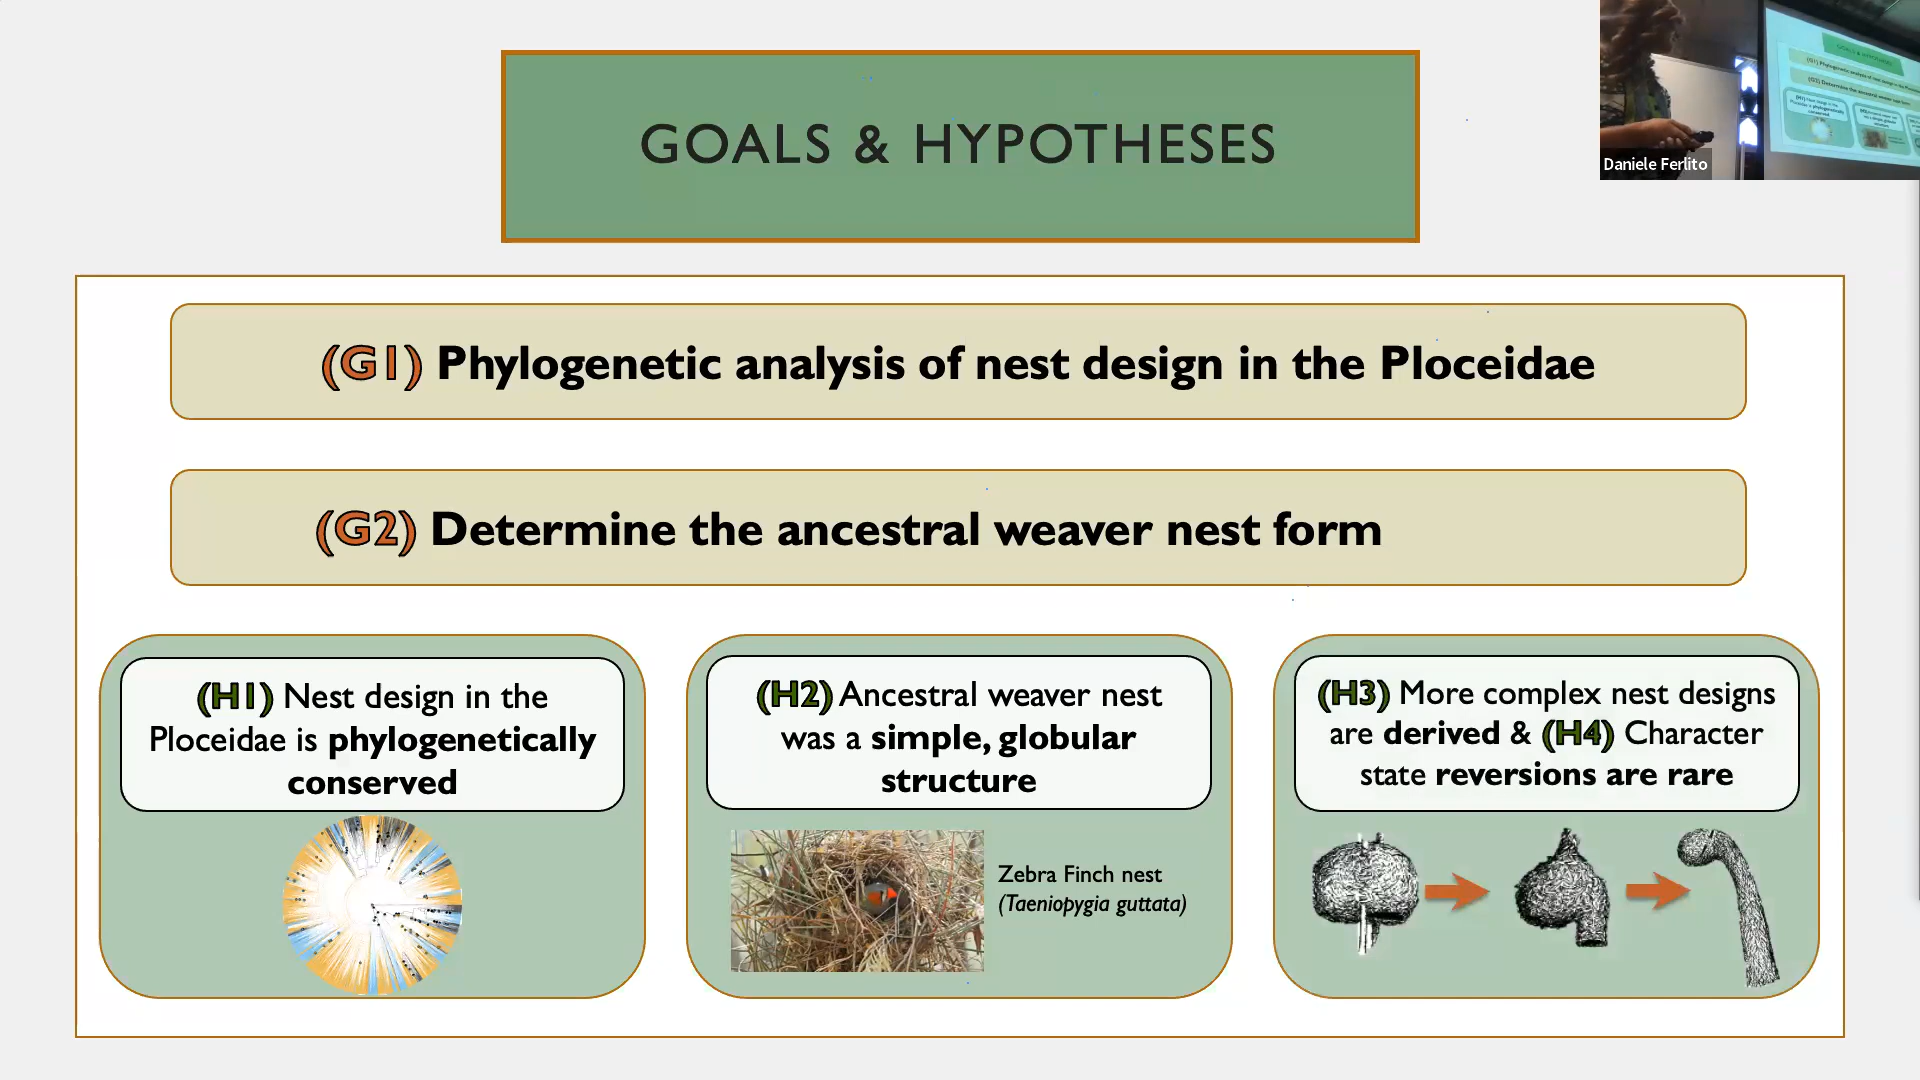 GOALS & HYPOTHESES
Daniele Ferlito
(G1) Phylogenetic analysis of nest design in the Ploceidae
(G2) Determine the ancestral weaver nest form
(H1) Nest design in the
Ploceidae is phylogenetically
conserved
(H2) Ancestral weaver nest
was a simple, globular
structure
Zebra Finch nest
(Taeniopygia guttata)
(H3) More complex nest designs
are derived & (H4) Character
state reversions are rare